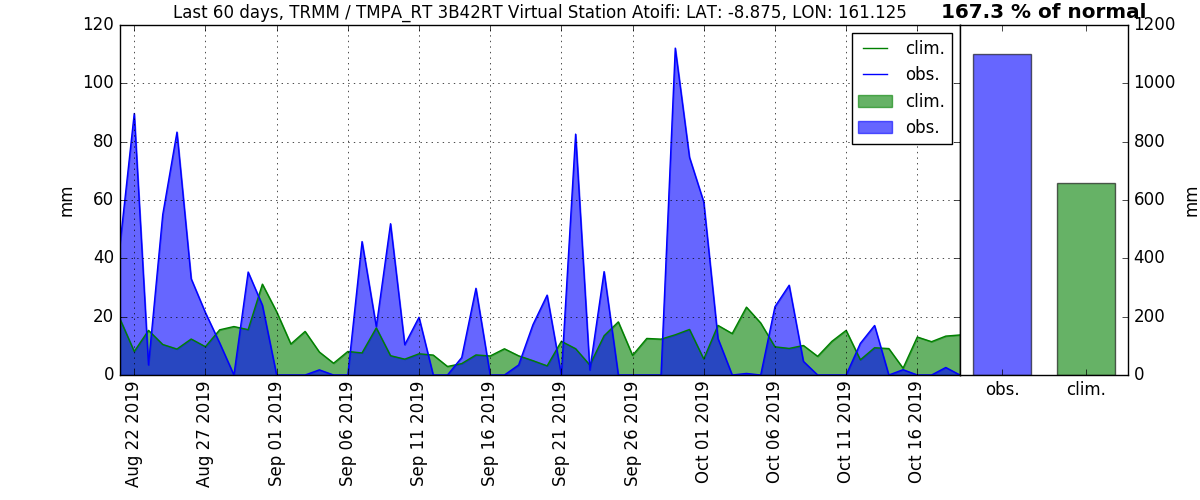 Last 60 days, TRMM / TMPA_RT 3B42RT Virtual Station Atoifi: LAT: -8.875, LON: 161.125
167.3 % of normal
120
100
80
60
40
20
0
mm
clim.
obs.
clim.
obs.
1200
1000
800
600
400
200
0
mm
obs.
clim.
Aug 22 2019
Aug 27 2019
Sep 01 2019
Sep 06 2019
Sep 11 2019
Sep 16 2019
Sep 21 2019
Sep 26 2019
Oct 01 2019
Oct 06 2019
Oct 11 2019
Oct 16 2019